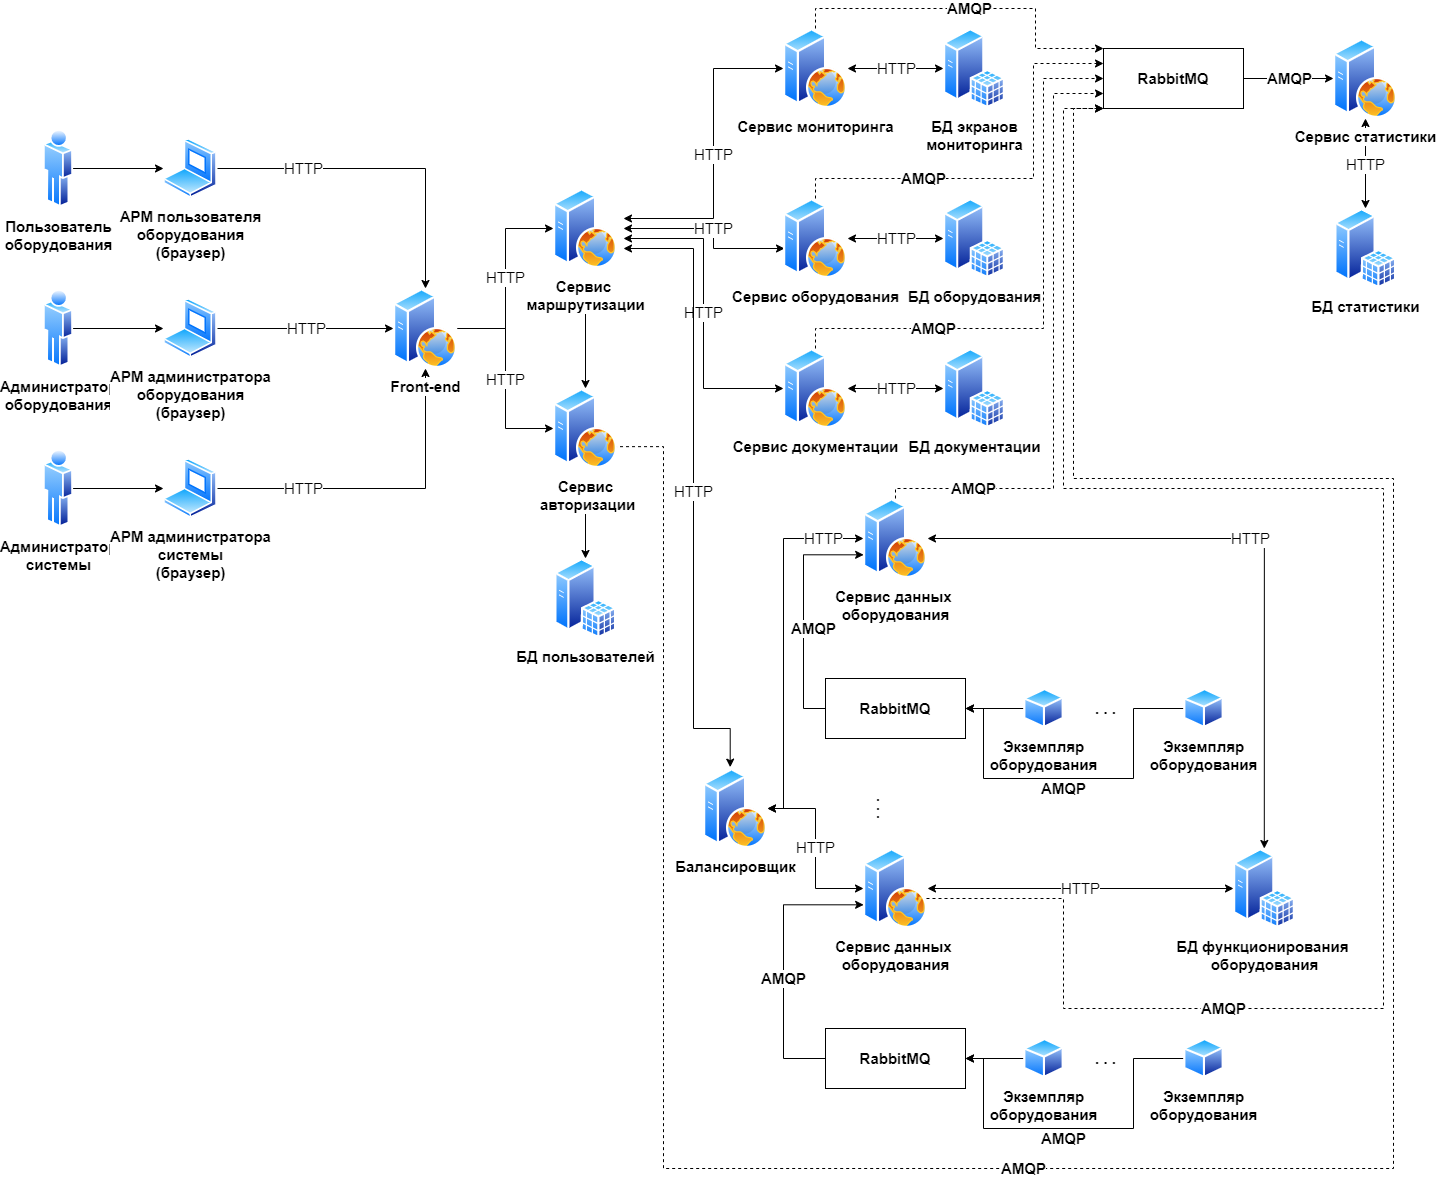 AMQP
RabbitMQ
AMQP
HTTP
Сервис мониторинга
БД экранов
мониторинга
Сервис статистики
HTTP
HTTP
HTTP
Пользователь
оборудования
АРМ пользователя
оборудования
(браузер)
AMQP
HTTP
HTTP
HTTP
Сервис
маршрутизации
Сервис оборудования
БД оборудования
БД статистики
HTTP
HTTP
AMQP
HTTP
Администрато
оборудования
АРМ администратора
оборудования
(браузер)
Front-end
HTTP
HTTP
Сервис документации
БД документации
HTTP
Сервис
авторизации
HTTP
AMQP
Администрато
системы
АРМ администратора
системы
(браузер)
HTTP
HTTP
Сервис данных
оборудования
AMQP
БД пользователей
RabbitMQ
. . .
Экземпляр
оборудования
Экземпляр
оборудования
AMQP
Балансировщик
HTTP
HTTP
Сервис данных
оборудования
БД функционирования
оборудования
AMQP
AMQP
RabbitMQ
. . .
Экземпляр
оборудования
Экземпляр
оборудования
AMQP
AMQP